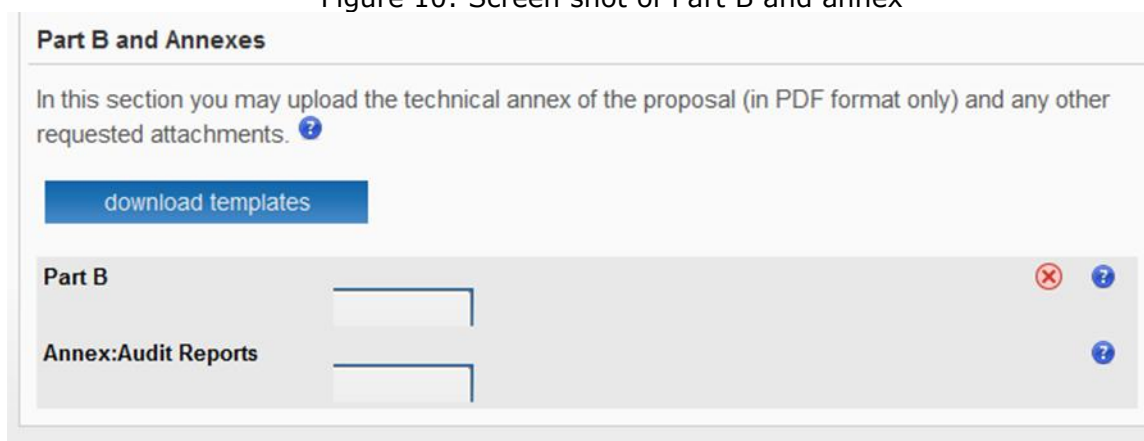 Figure 10: Screen shot of Part B and annex
Part B and Annexes
In this section you may upload the technical annex of the proposal (in PDF format only) and any other
requested attachments. ?
download templates
Part B
?
Annex:Audit Reports
?